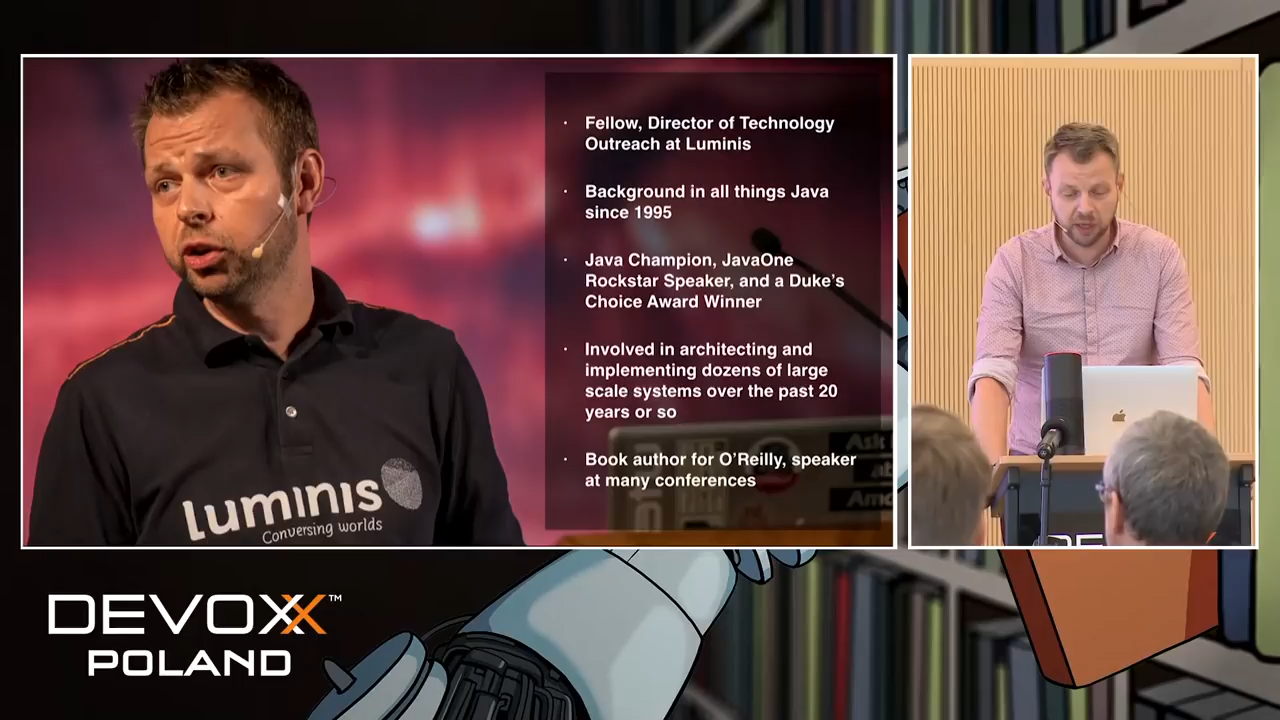 Fellow, Director of Technology
Outreach at Luminis
Background in all things Java
since 1995
Java Champion, JavaOne
Rockstar Speaker, and a Duke’s
Choice Award Winner
Involved in architecting and
implementing dozens of large
scale systems over the past 20
years or so
Book author for O’Reilly, speaker
at many conferences
Ask
luminis
Conversing worlds
DEVOXX™
POLAND